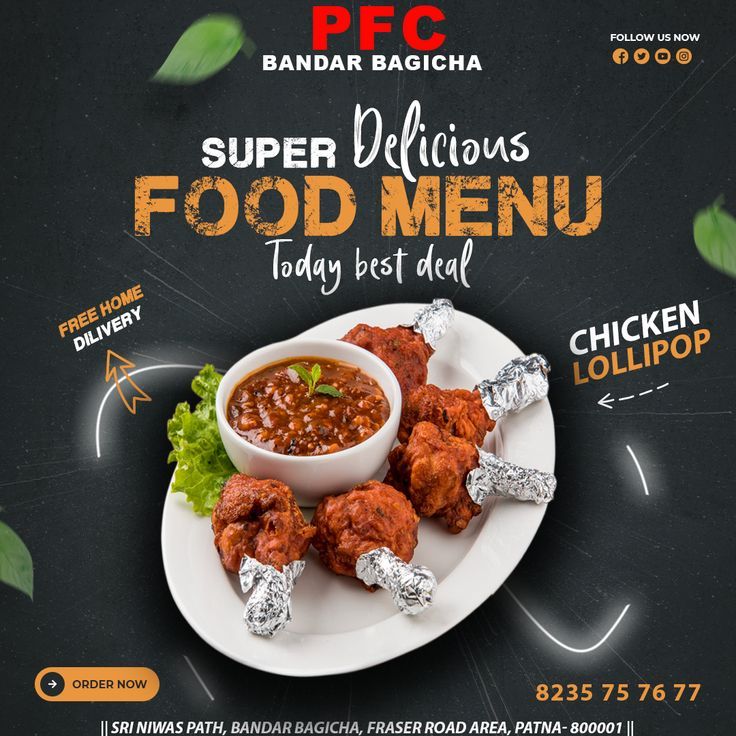 PFC
BANDAR BAGICHA
FOLLOW US NOW
SUPER Delicious
FOOD MENU
Today best deal
FREE HOME
DILIVERY
CHICKEN
LOLLIPOP
ORDER NOW
8235 75 76 77
|| SRI NIWAS PATH, BANDAR BAGICHA, FRASER ROAD AREA, PATNA- 800001 ||